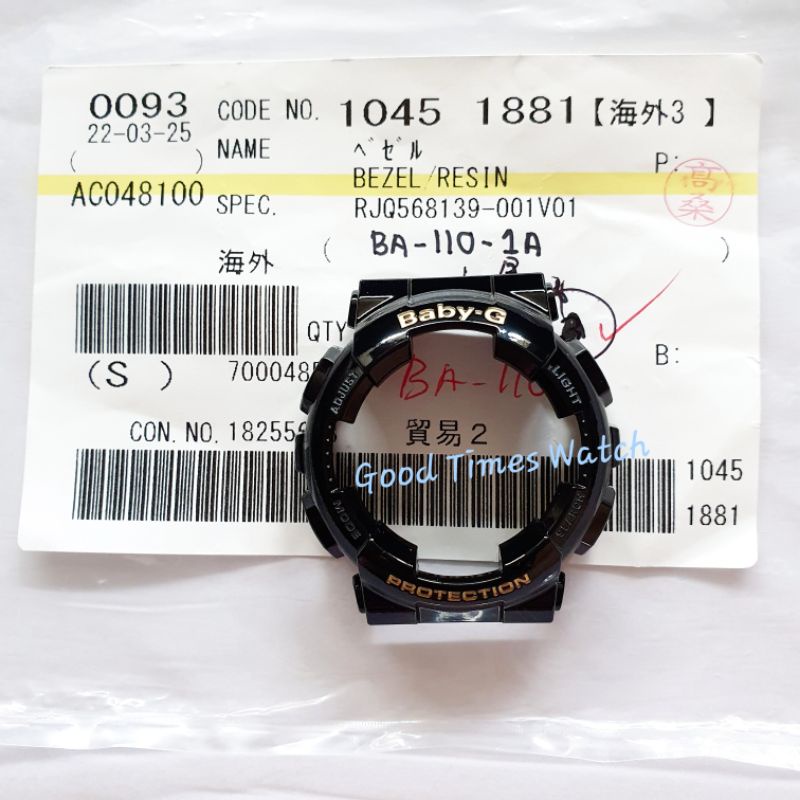 0093 CODE NO. 1045 1881【海外3 】
22-03-25
( ) NAME ﾍﾞｾﾞﾙ P:
BEZEL/RESIN
高桑
AC048100 SPEC. RJQ568139-001V01
海外 ( BA-110-1A )
B
Baby-G
QTY
(S ) 700048 BA-110 B:
ADJUST LIGHT
CON.NO. 18255 貿易2
Good Times Watch
1045
1881
MODE
PROTECTION